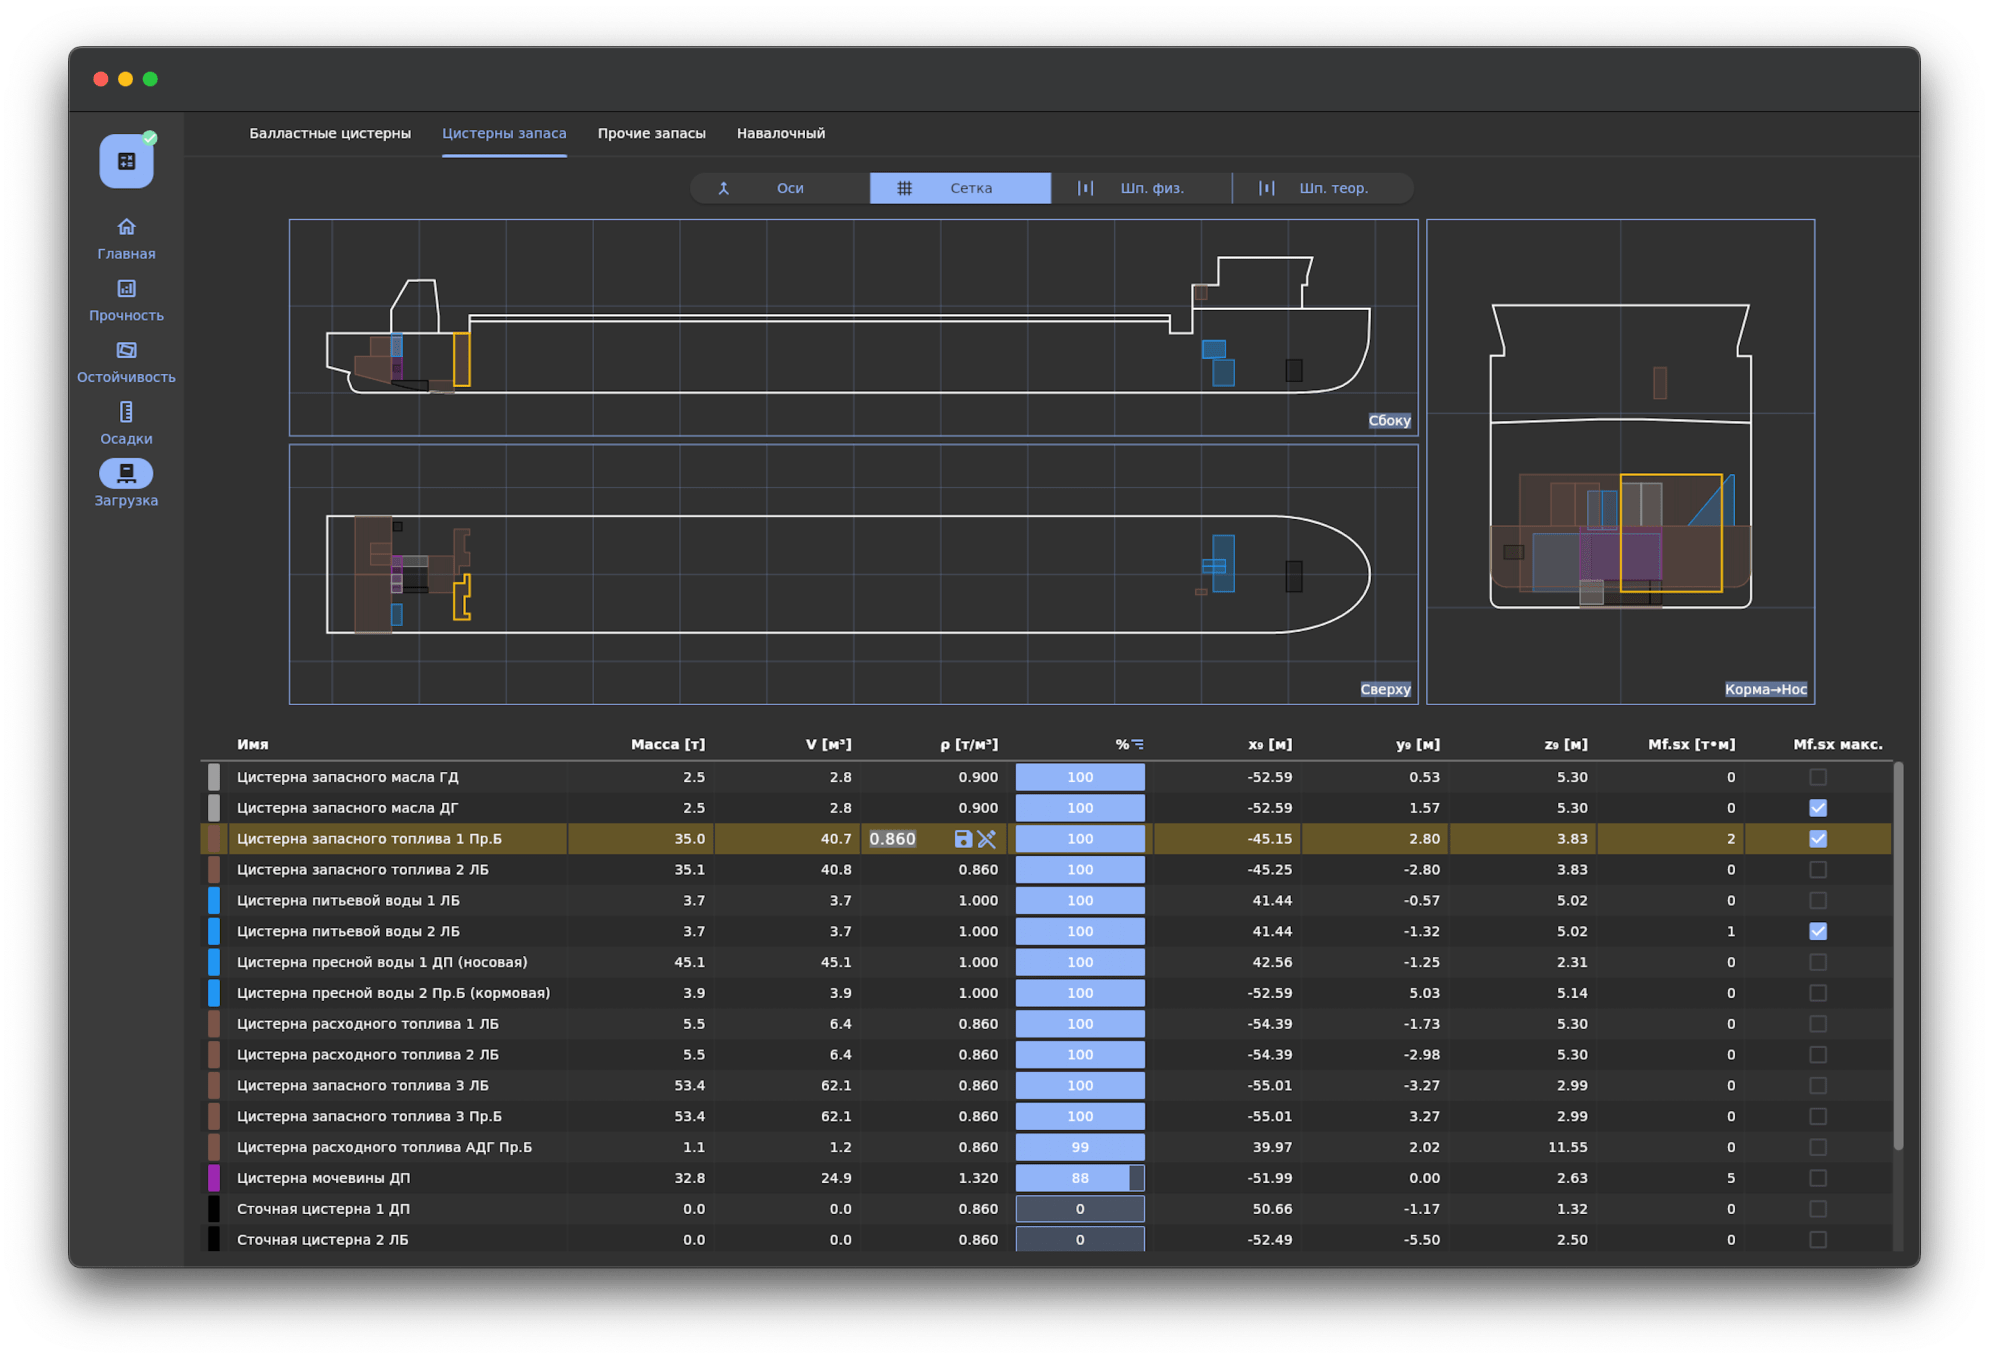 Балластные цистерны Цистерны запаса Прочие запасы Навалочный
Оси Сетка Шп. физ. Шп. теор.
Главная
Прочность
Остойчивость
Осадки
Загрузка
Сбоку
Сверху
Корма→Нос
Имя Масса [т] V [м³] ρ [т/м³] % x₉ [м] y₉ [м] z₉ [м] Mf.sx [т•м] Mf.sx макс.
Цистерна запасного масла ГД 2.5 2.8 0.900 100 -52.59 0.53 5.30 0
Цистерна запасного масла ДГ 2.5 2.8 0.900 100 -52.59 1.57 5.30 0
Цистерна запасного топлива 1 Пр.Б 35.0 40.7 0.860 100 -45.15 2.80 3.83 2
Цистерна запасного топлива 2 ЛБ 35.1 40.8 0.860 100 -45.25 -2.80 3.83 0
Цистерна питьевой воды 1 ЛБ 3.7 3.7 1.000 100 41.44 -0.57 5.02 0
Цистерна питьевой воды 2 ЛБ 3.7 3.7 1.000 100 41.44 -1.32 5.02 1
Цистерна пресной воды 1 ДП (носовая) 45.1 45.1 1.000 100 42.56 -1.25 2.31 0
Цистерна пресной воды 2 Пр.Б (кормовая) 3.9 3.9 1.000 100 -52.59 5.03 5.14 0
Цистерна расходного топлива 1 ЛБ 5.5 6.4 0.860 100 -54.39 -1.73 5.30 0
Цистерна расходного топлива 2 ЛБ 5.5 6.4 0.860 100 -54.39 -2.98 5.30 0
Цистерна запасного топлива 3 ЛБ 53.4 62.1 0.860 100 -55.01 -3.27 2.99 0
Цистерна запасного топлива 3 Пр.Б 53.4 62.1 0.860 100 -55.01 3.27 2.99 0
Цистерна расходного топлива АДГ Пр.Б 1.1 1.2 0.860 99 39.97 2.02 11.55 0
Цистерна мочевины ДП 32.8 24.9 1.320 88 -51.99 0.00 2.63 5
Сточная цистерна 1 ДП 0.0 0.0 0.860 0 50.66 -1.17 1.32 0
Сточная цистерна 2 ЛБ 0.0 0.0 0.860 0 -52.49 -5.50 2.50 0